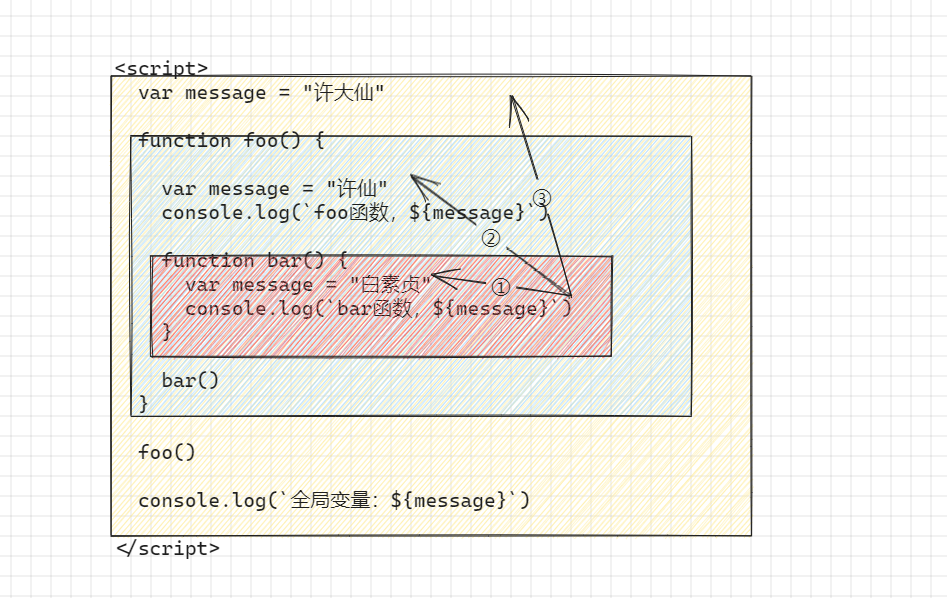 <script>
var message = "许大仙"
function foo() {
var message = "许仙"
console.log(`foo函数，${message}`)
③
②
function bar() {
var message = "白素贞"
①
console.log(`bar函数，${message}`)
}
bar()
}
foo()
console.log(`全局变量：${message}`)
</script>